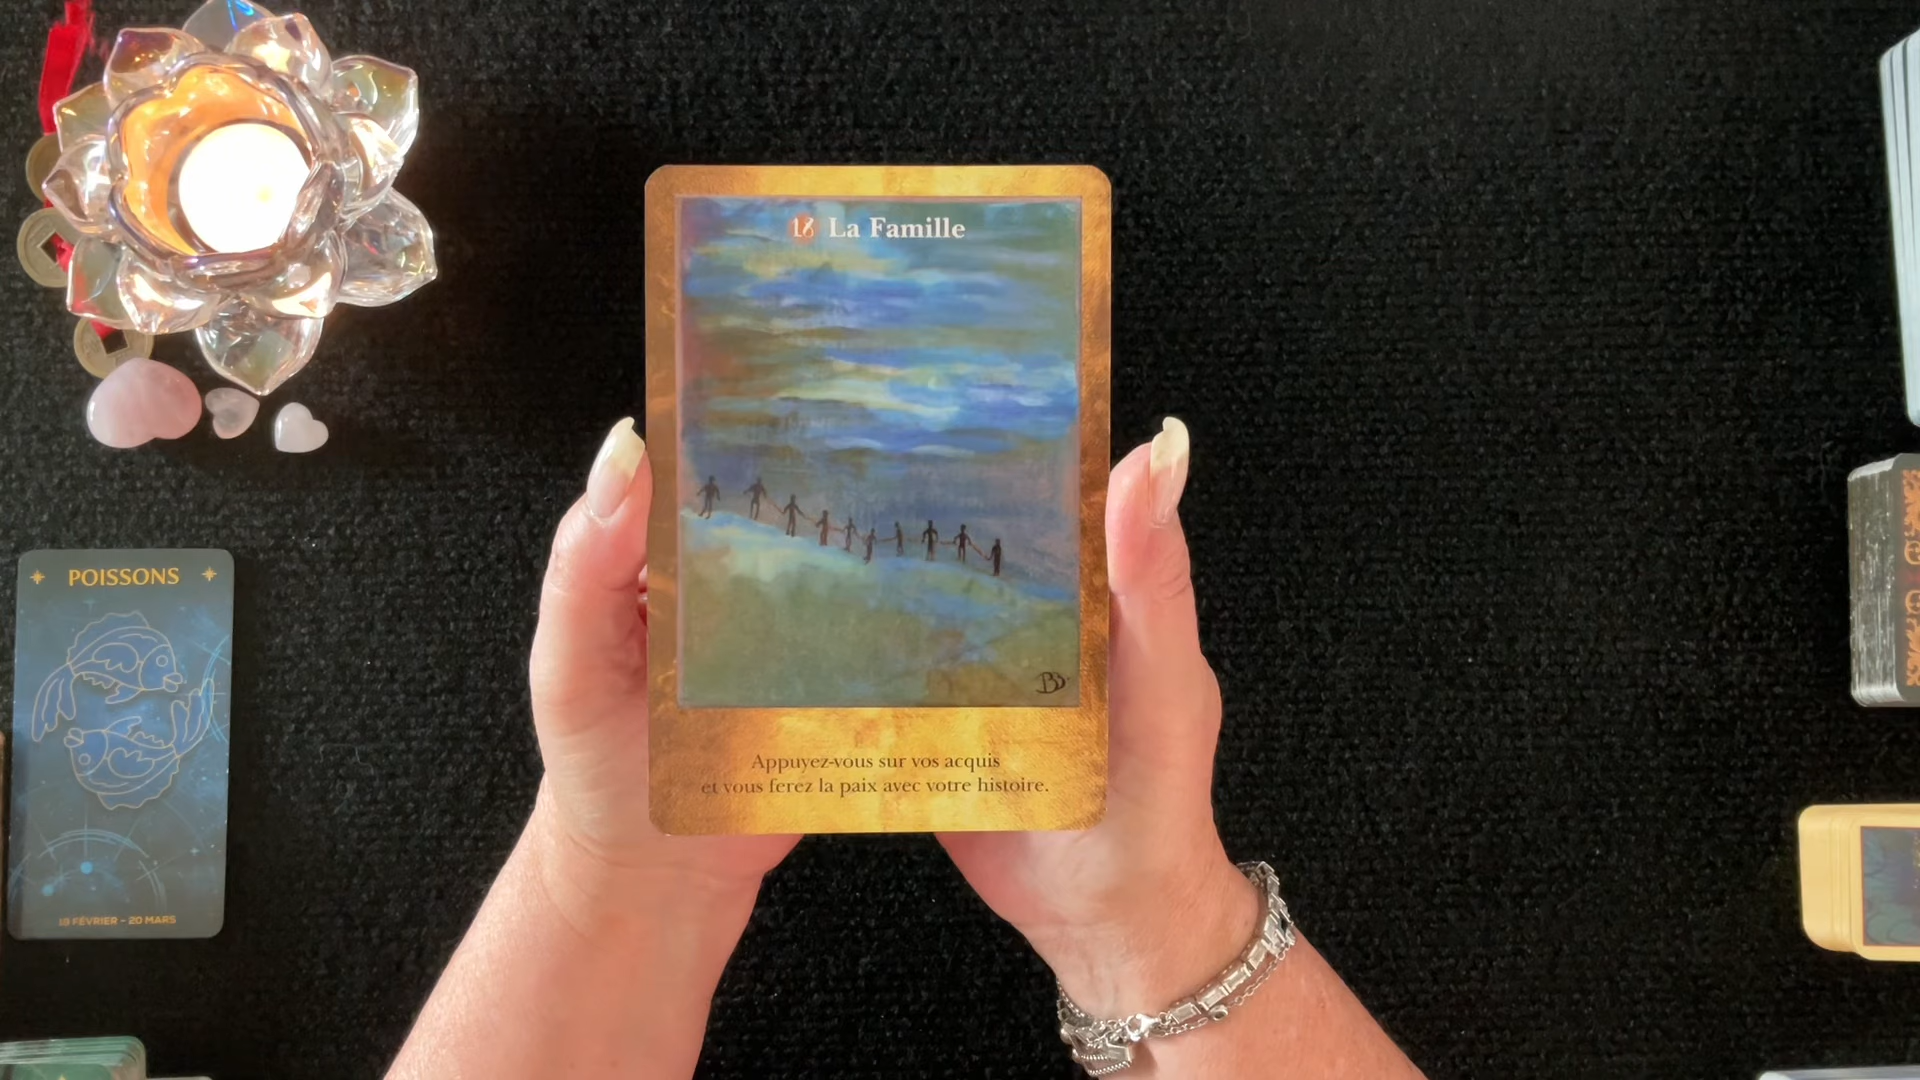 18 La Famille
Appuyez-vous sur vos acquis
et vous ferez la paix avec votre histoire.
POISSONS
19 FÉVRIER - 20 MARS